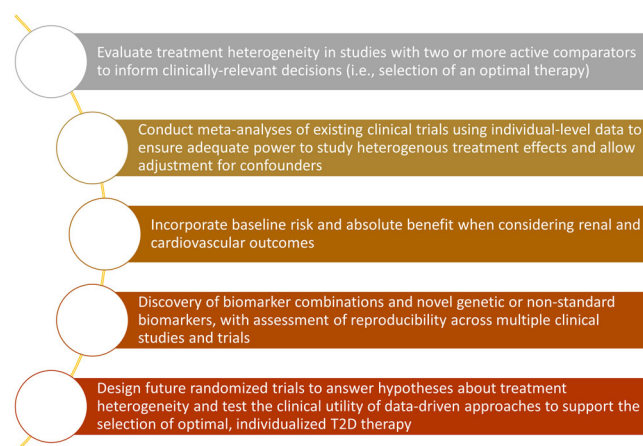 Evaluate treatment heterogeneity in studies with two or more active comparators
to inform clinically-relevant decisions (i.e., selection of an optimal therapy)
Conduct meta-analyses of existing clinical trials using individual-level data to
ensure adequate power to study heterogenous treatment effects and allow
adjustment for confounders
Incorporate baseline risk and absolute benefit when considering renal and
cardiovascular outcomes
Discovery of biomarker combinations and novel genetic or non-standard
biomarkers, with assessment of reproducibility across multiple clinical
studies and trials
Design future randomized trials to answer hypotheses about treatment
heterogeneity and test the clinical utility of data-driven approaches to support the
selection of optimal, individualized T2D therapy